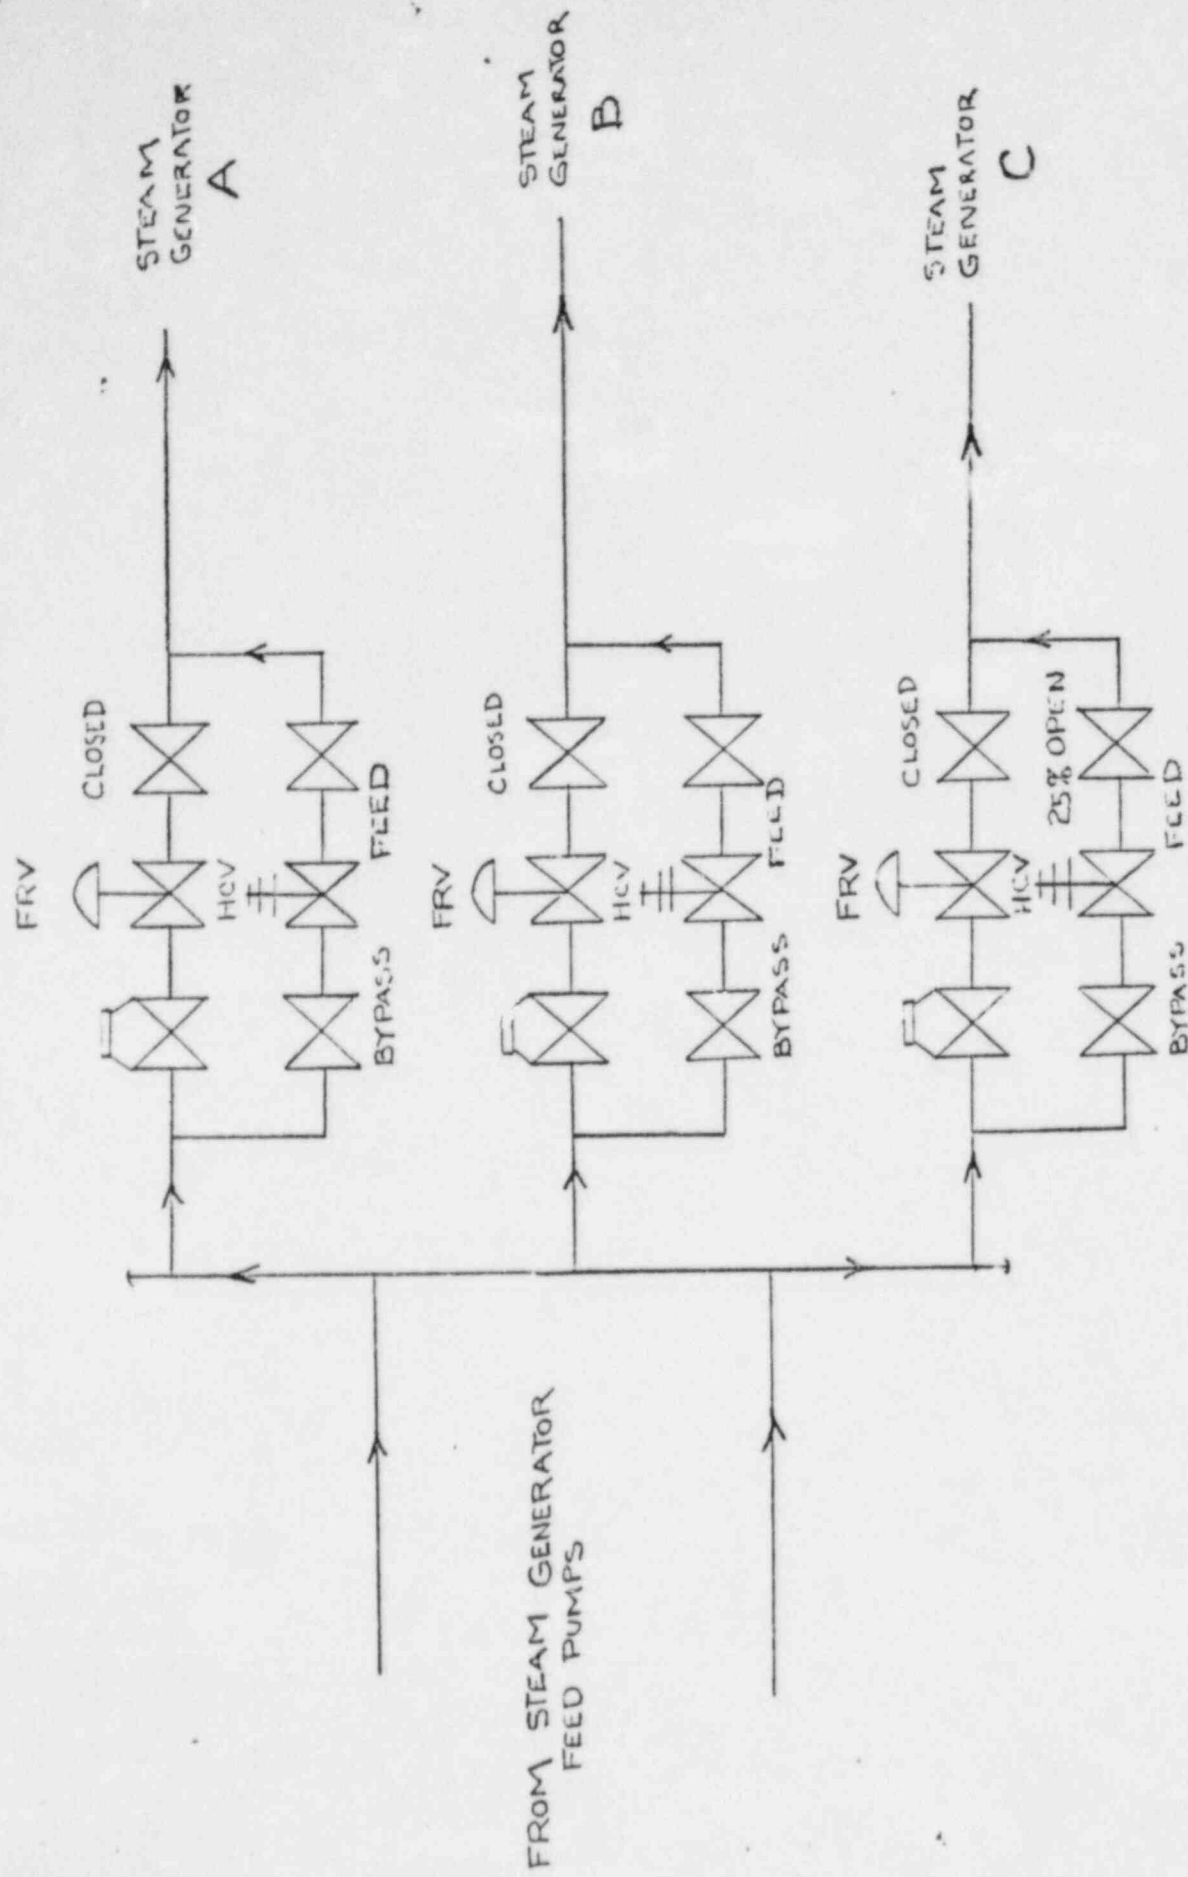 STEAM
GENERATOR
A
FRV
CLOSED
HCV
BYPASS
FEED
STEAM
GENERATOR
B
FRV
CLOSED
HCV
BYPASS
FEED
FROM STEAM GENERATOR
FEED PUMPS
STEAM
GENERATOR
C
FRV
CLOSED
HCV
25% OPEN
BYPASS
FEED